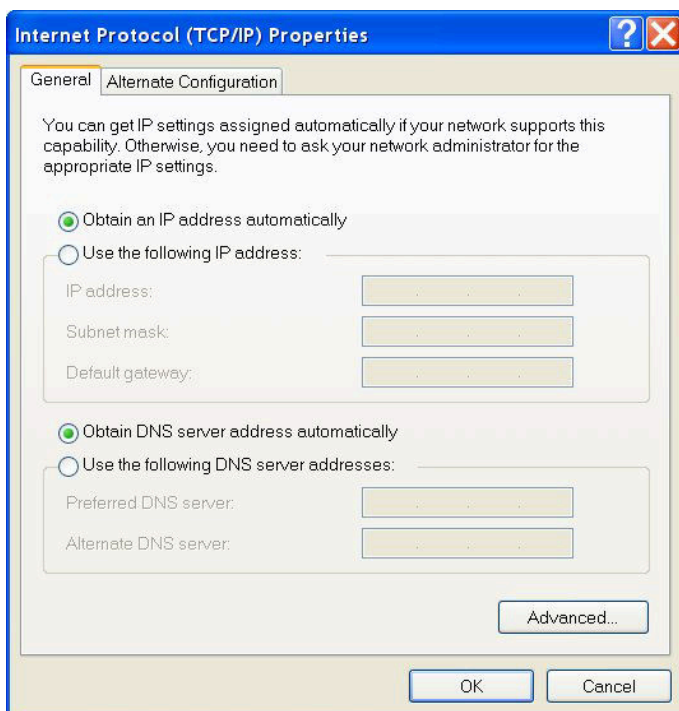 Internet Protocol (TCP/IP) Properties
General
Alternate Configuration
You can get IP settings assigned automatically if your network supports this
capability. Otherwise, you need to ask your network administrator for the
appropriate IP settings.
Obtain an IP address automatically
Use the following IP address:
IP address:
Subnet mask:
Default gateway:
Obtain DNS server address automatically
Use the following DNS server addresses:
Preferred DNS server:
Alternate DNS server:
Advanced...
OK
Cancel